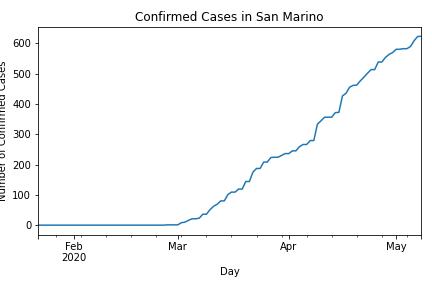 Confirmed Cases in San Marino
600
500
400
300
200
100
0
Number of Confirmed Cases
Feb
2020
Mar
Apr
May
Day